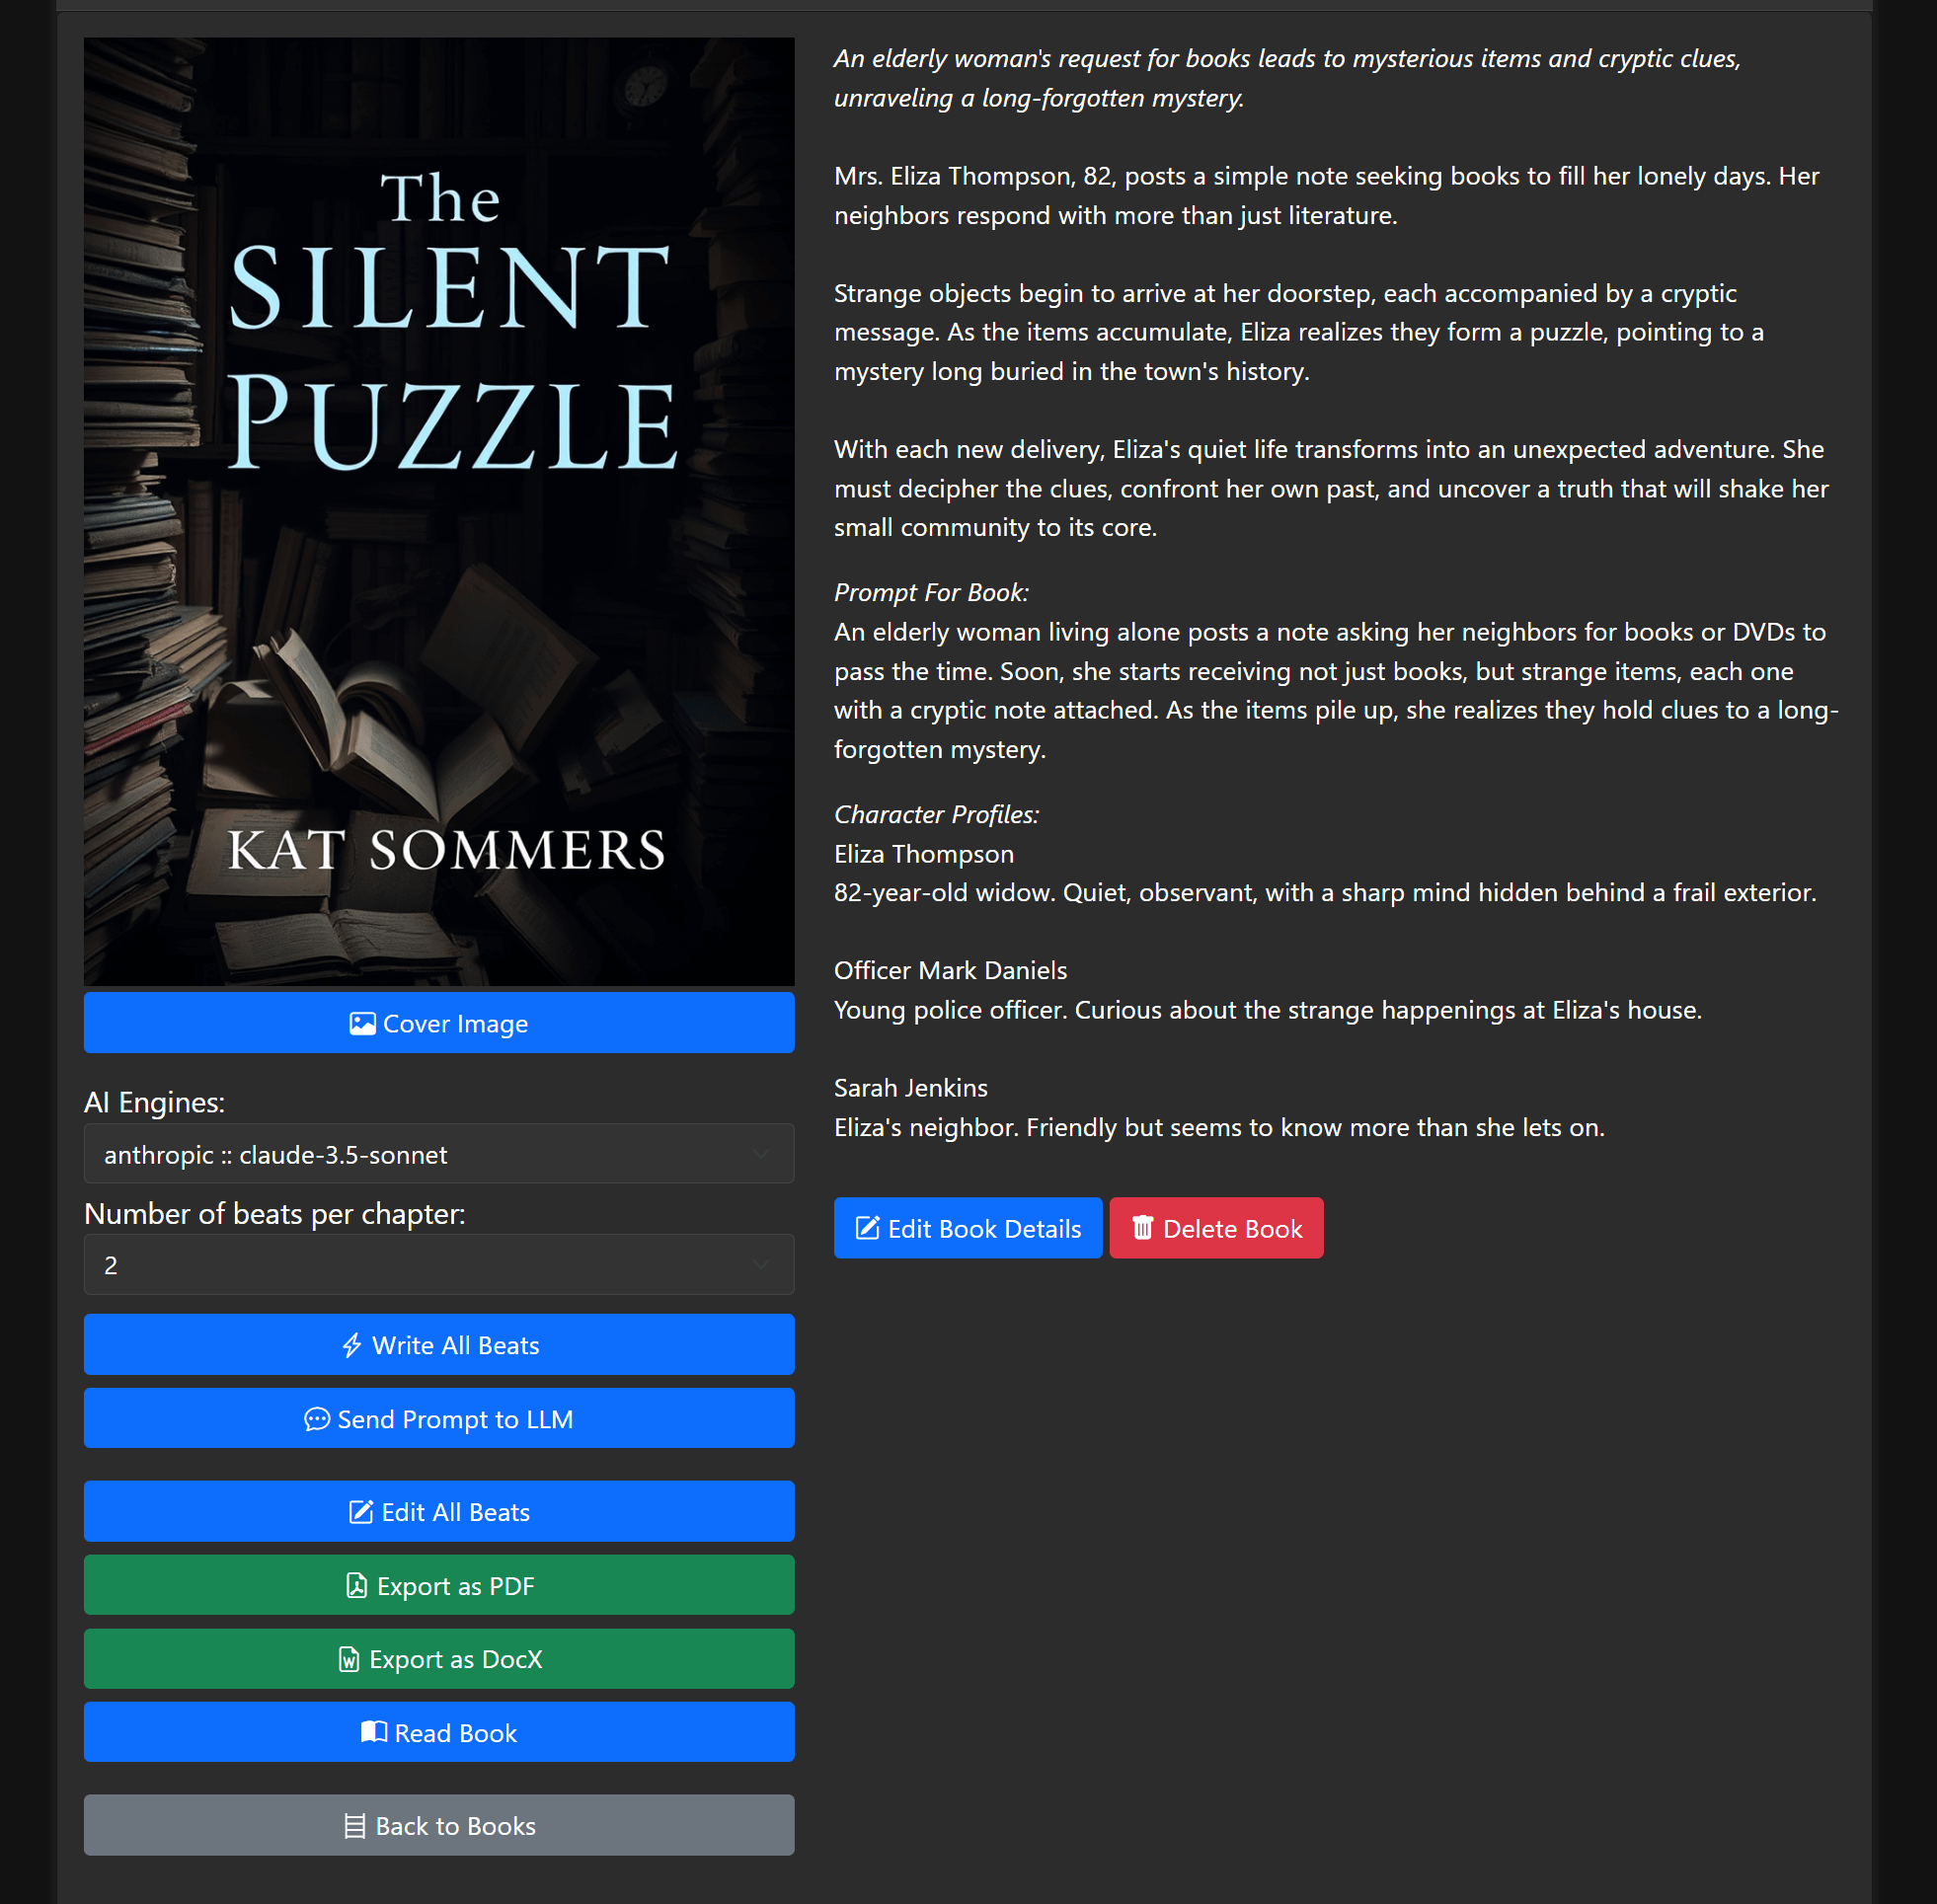 The
SILENT
PUZZLE
KAT SOMMERS
Cover Image
AI Engines:
anthropic :: claude-3.5-sonnet
Number of beats per chapter:
2
Write All Beats
Send Prompt to LLM
Edit All Beats
Export as PDF
Export as DocX
Read Book
Back to Books
An elderly woman's request for books leads to mysterious items and cryptic clues,
unraveling a long-forgotten mystery.
Mrs. Eliza Thompson, 82, posts a simple note seeking books to fill her lonely days. Her
neighbors respond with more than just literature.
Strange objects begin to arrive at her doorstep, each accompanied by a cryptic
message. As the items accumulate, Eliza realizes they form a puzzle, pointing to a
mystery long buried in the town's history.
With each new delivery, Eliza's quiet life transforms into an unexpected adventure. She
must decipher the clues, confront her own past, and uncover a truth that will shake her
small community to its core.
Prompt For Book:
An elderly woman living alone posts a note asking her neighbors for books or DVDs to
pass the time. Soon, she starts receiving not just books, but strange items, each one
with a cryptic note attached. As the items pile up, she realizes they hold clues to a long-
forgotten mystery.
Character Profiles:
Eliza Thompson
82-year-old widow. Quiet, observant, with a sharp mind hidden behind a frail exterior.
Officer Mark Daniels
Young police officer. Curious about the strange happenings at Eliza's house.
Sarah Jenkins
Eliza's neighbor. Friendly but seems to know more than she lets on.
Edit Book Details
Delete Book